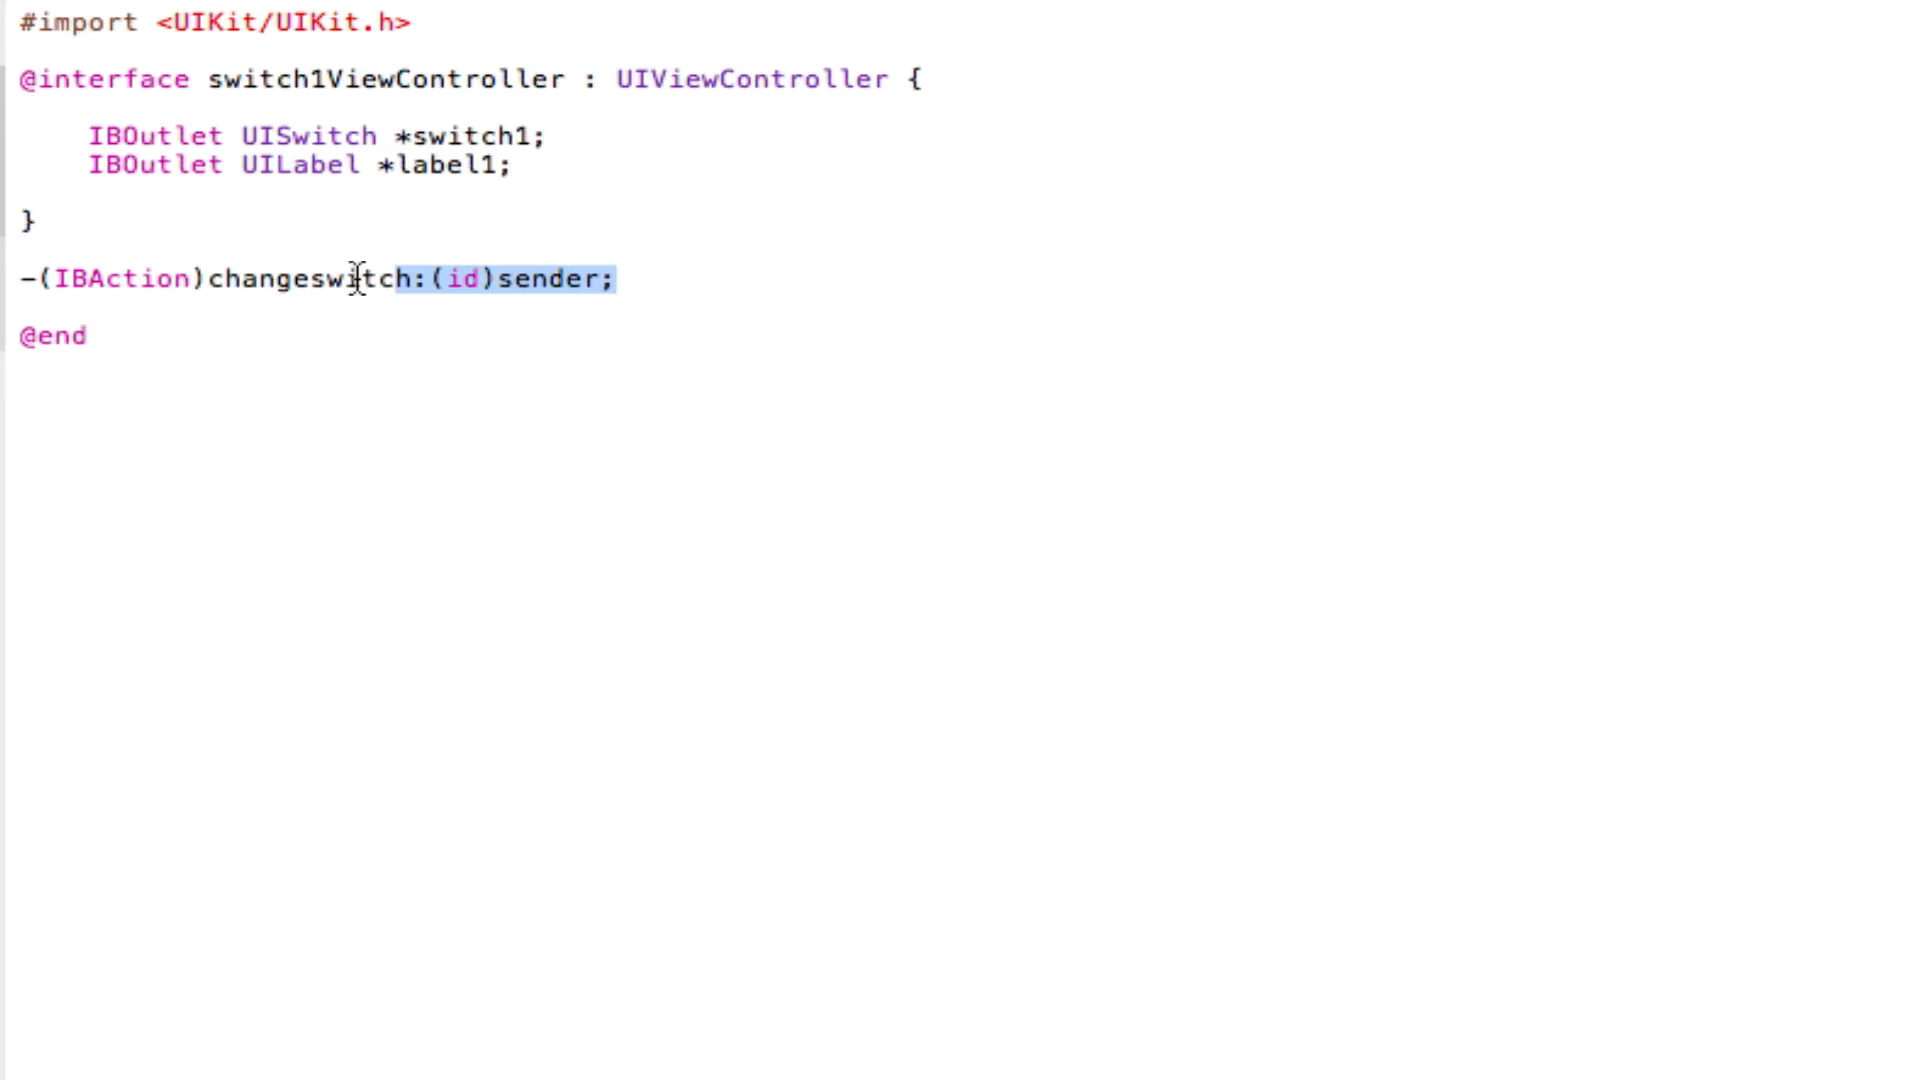 #import <UIKit/UIKit.h>
@interface switch1ViewController : UIViewController {
IBOutlet UISwitch *switch1;
IBOutlet UILabel *label1;
}
-(IBAction)changeswitch:(id)sender;
@end